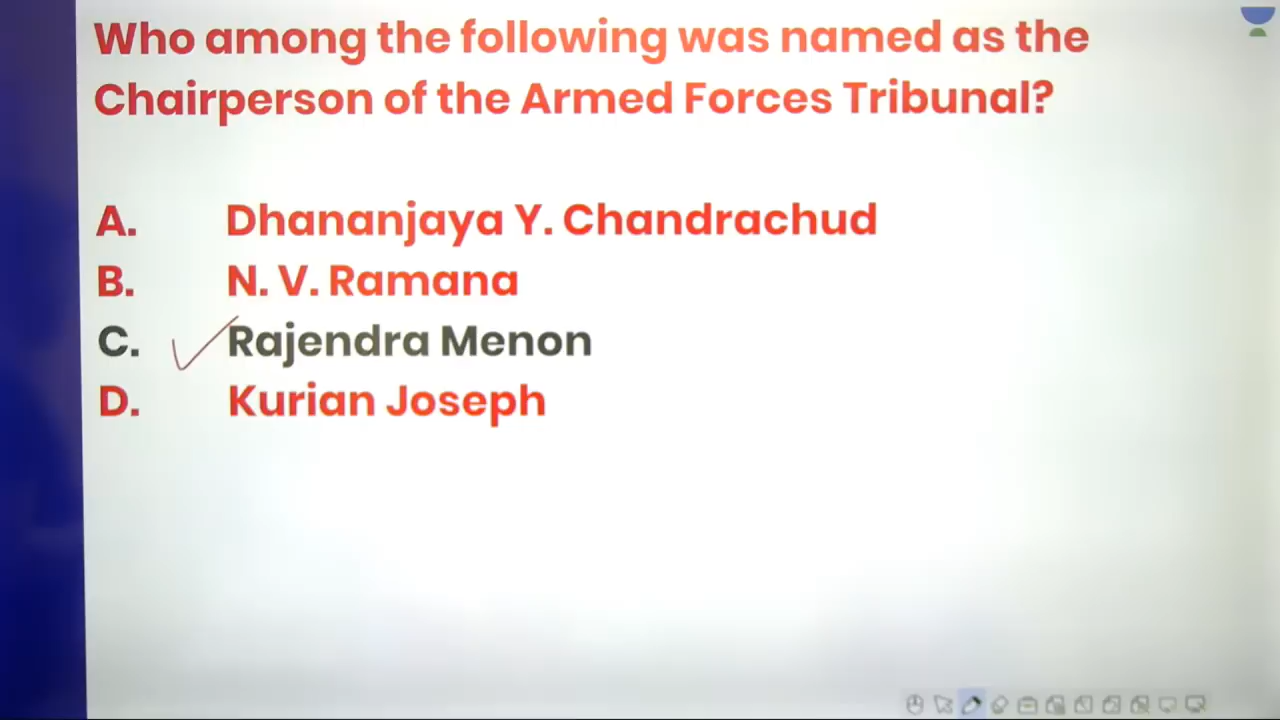 Who among the following was named as the
Chairperson of the Armed Forces Tribunal?
A. Dhananjaya Y. Chandrachud
B. N. V. Ramana
C. Rajendra Menon
D. Kurian Joseph